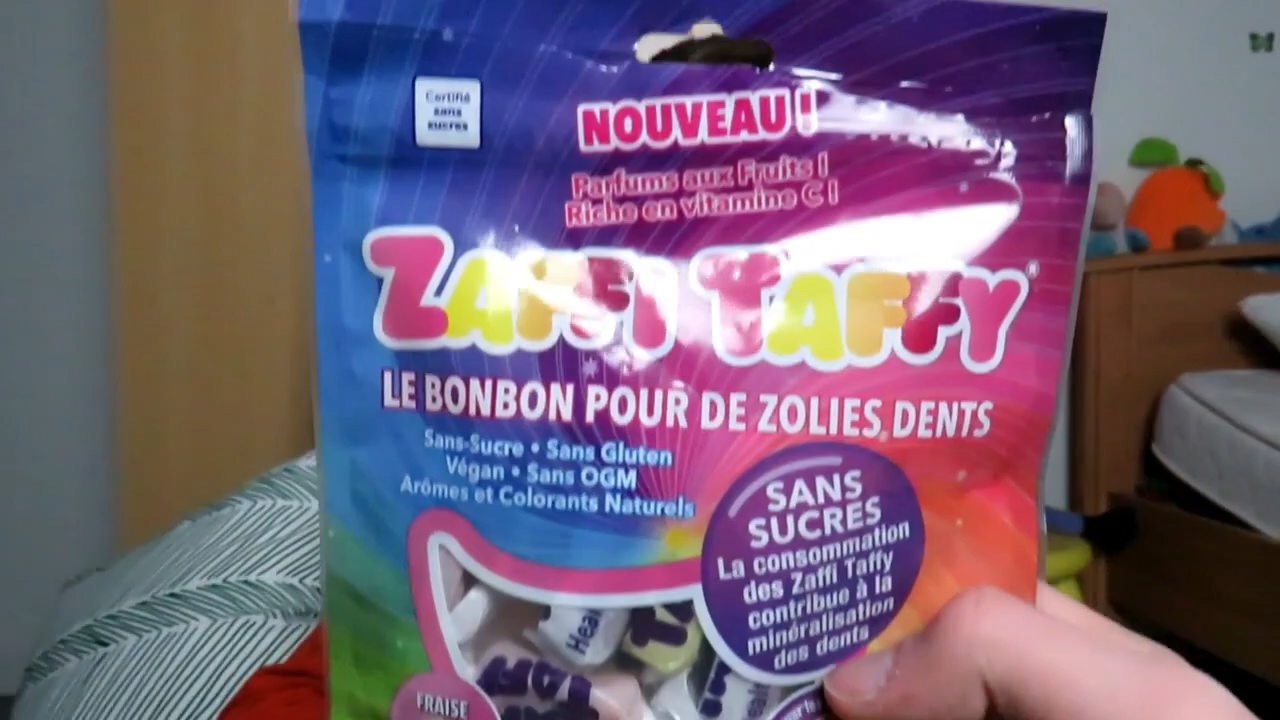 Certifié
sans
sucres
NOUVEAU !
Parfums aux Fruits !
Riche en vitamine C !
ZAFFI TAFFY®
LE BONBON POUR DE ZOLIES DENTS
Sans-Sucre • Sans Gluten
Végan • Sans OGM
Arômes et Colorants Naturels
SANS
SUCRES
La consommation
des Zaffi Taffy
contribue à la
minéralisation
des dents
FRAISE